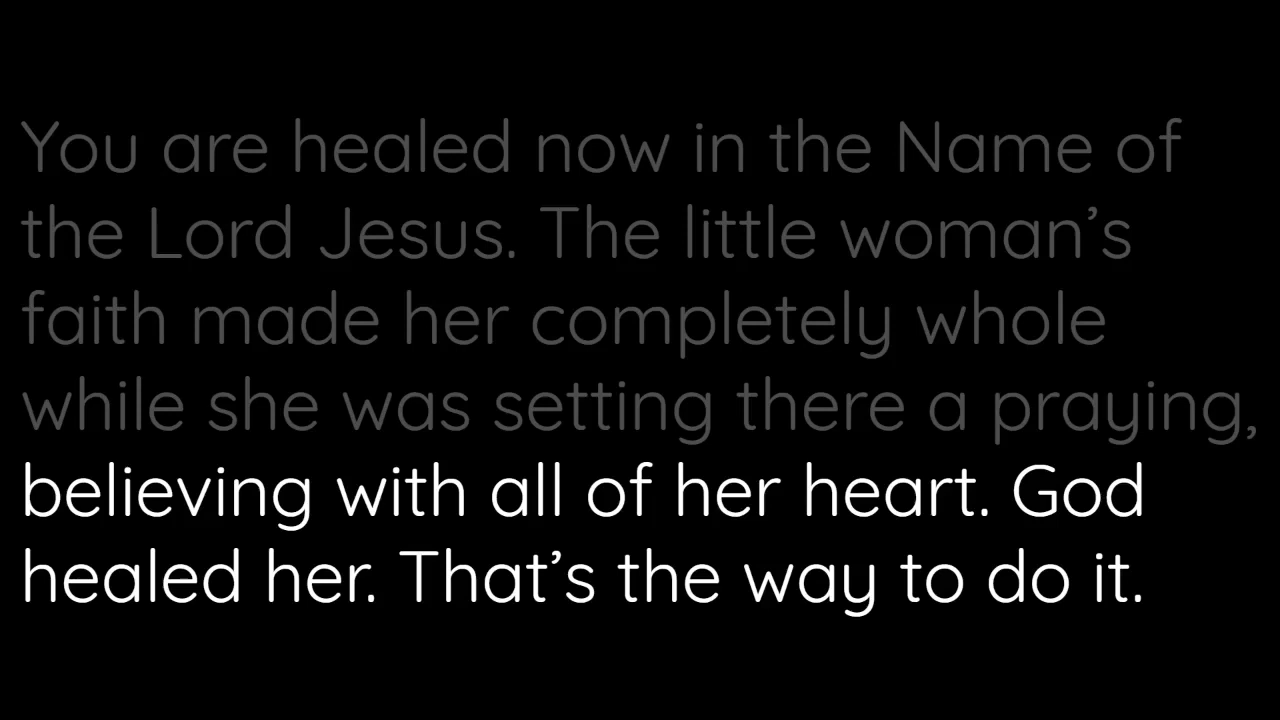 You are healed now in the Name of
the Lord Jesus. The little woman’s
faith made her completely whole
while she was setting there a praying,
believing with all of her heart. God
healed her. That’s the way to do it.